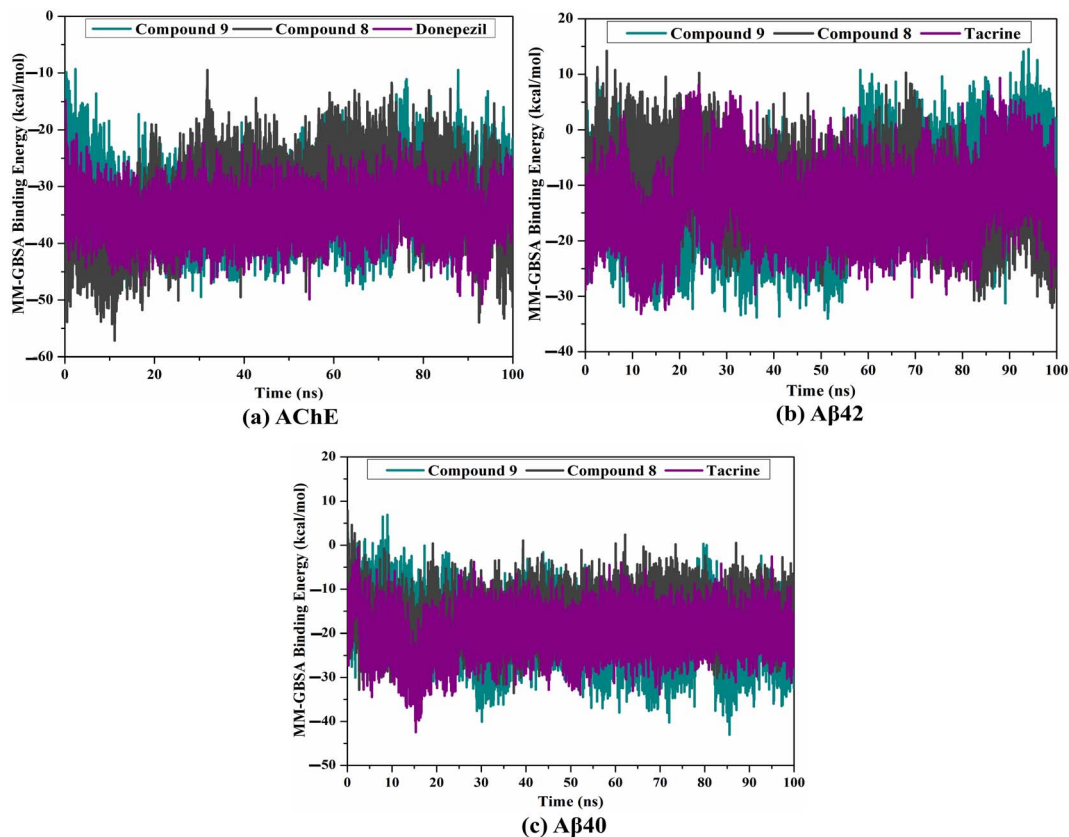 Compound 9 Compound 8 Donepezil
MM-GBSA Binding Energy (kcal/mol)
0
−10
−20
−30
−40
−50
−60
0 20 40 60 80 100
Time (ns)
(a) AChE
Compound 9 Compound 8 Tacrine
MM-GBSA Binding Energy (kcal/mol)
20
10
0
−10
−20
−30
−40
0 10 20 30 40 50 60 70 80 90 100
Time (ns)
(b) Aβ42
Compound 9 Compound 8 Tacrine
MM-GBSA Binding Energy (kcal/mol)
20
10
0
−10
−20
−30
−40
−50
0 10 20 30 40 50 60 70 80 90 100
Time (ns)
(c) Aβ40